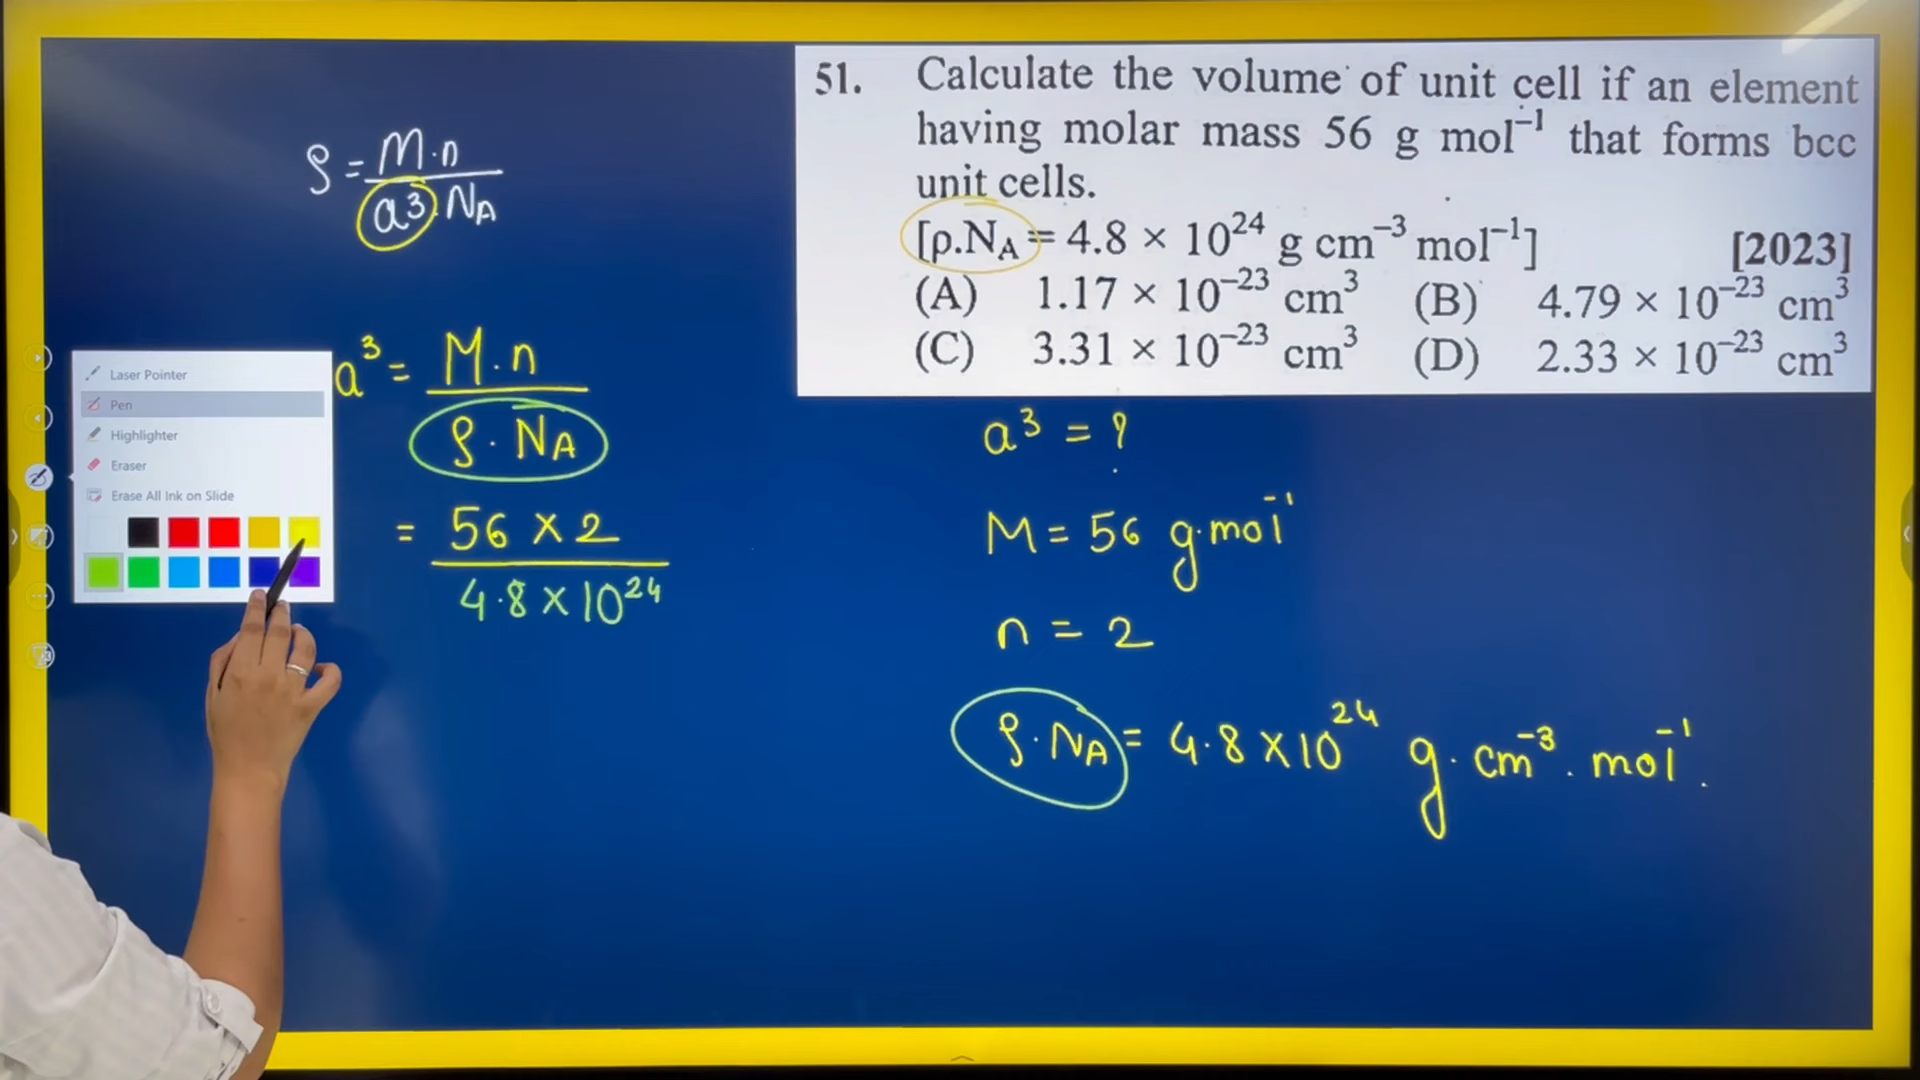 51. Calculate the volume of unit cell if an element
having molar mass 56 g mol⁻¹ that forms bcc
unit cells.
[ρ.N_A = 4.8 × 10²⁴ g cm⁻³ mol⁻¹] [2023]
(A) 1.17 × 10⁻²³ cm³ (B) 4.79 × 10⁻²³ cm³
(C) 3.31 × 10⁻²³ cm³ (D) 2.33 × 10⁻²³ cm³
ρ = M.n / a³.N_A
a³ = M.n / ρ.N_A
= 56 × 2 / 4.8 × 10²⁴
Laser Pointer
Pen
Highlighter
Eraser
Erase All Ink on Slide
a³ = ?
M = 56 g.mol⁻¹
n = 2
ρ.N_A = 4.8 × 10²⁴ g.cm⁻³.mol⁻¹.